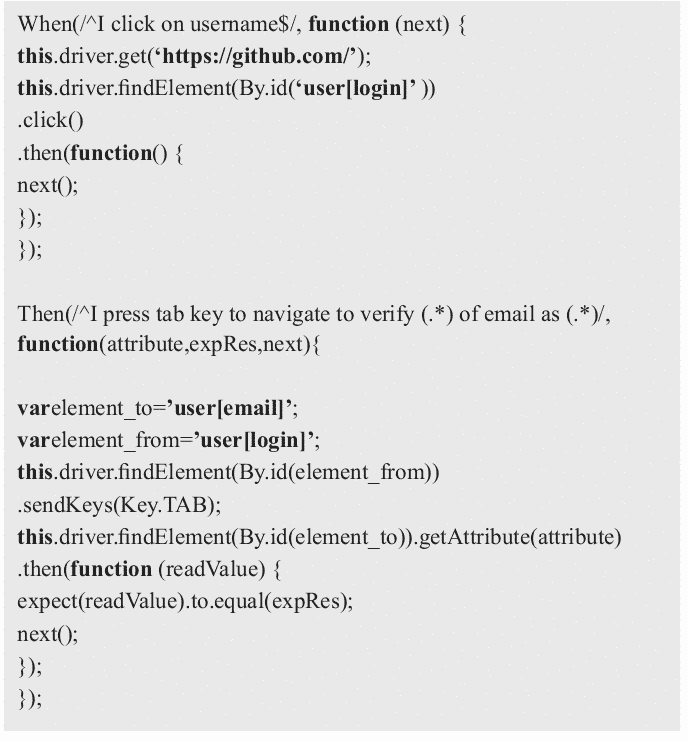 When(/^I click on username$/, function (next) {
this.driver.get(‘https://github.com/’);
this.driver.findElement(By.id(‘user[login]’ ))
.click()
.then(function() {
next();
});
});
Then(/^I press tab key to navigate to verify (.*) of email as (.*)/,
function(attribute,expRes,next){
varelement_to=’user[email]’;
varelement_from=’user[login]’;
this.driver.findElement(By.id(element_from))
.sendKeys(Key.TAB);
this.driver.findElement(By.id(element_to)).getAttribute(attribute)
.then(function (readValue) {
expect(readValue).to.equal(expRes);
next();
});
});